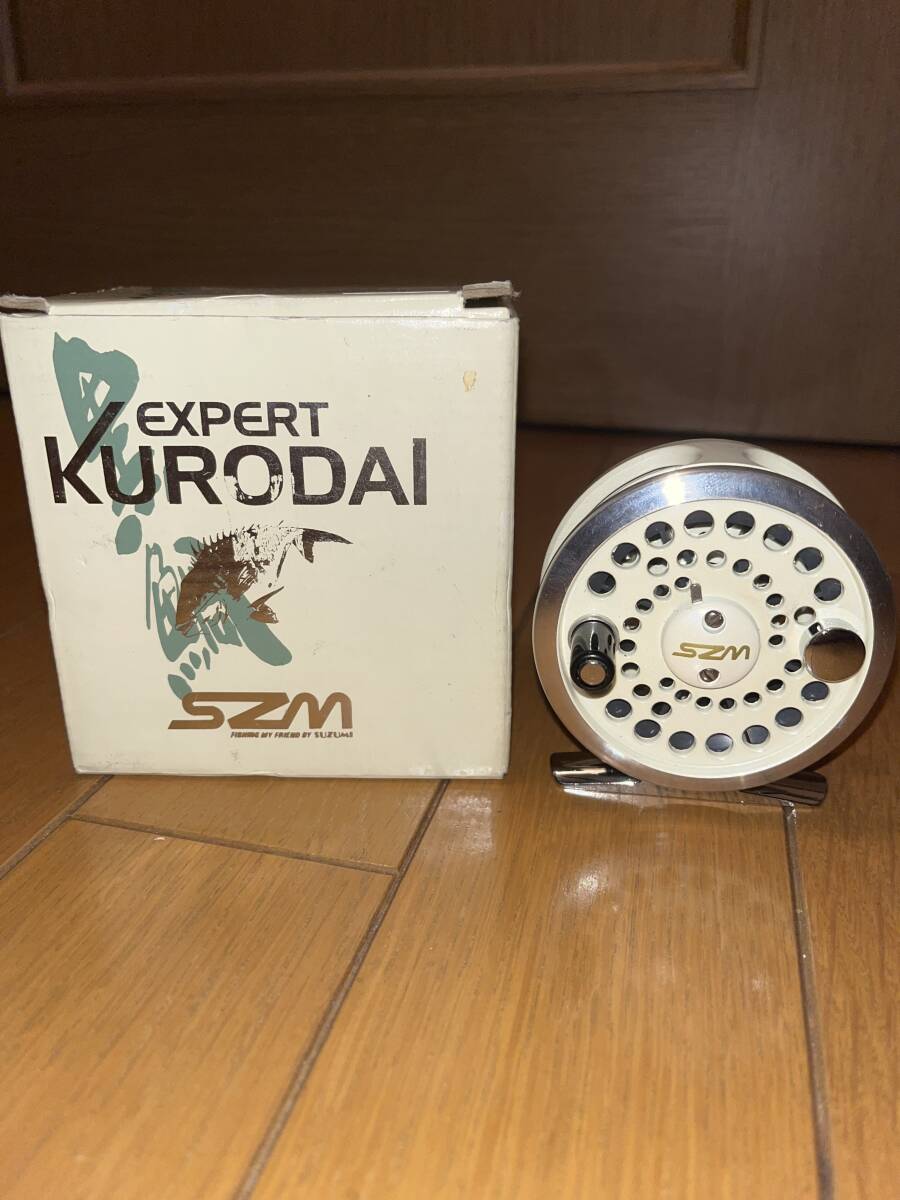 EXPERT
KURODAI
SZM
FISHING MY FRIEND BY SUZUMI
SZM